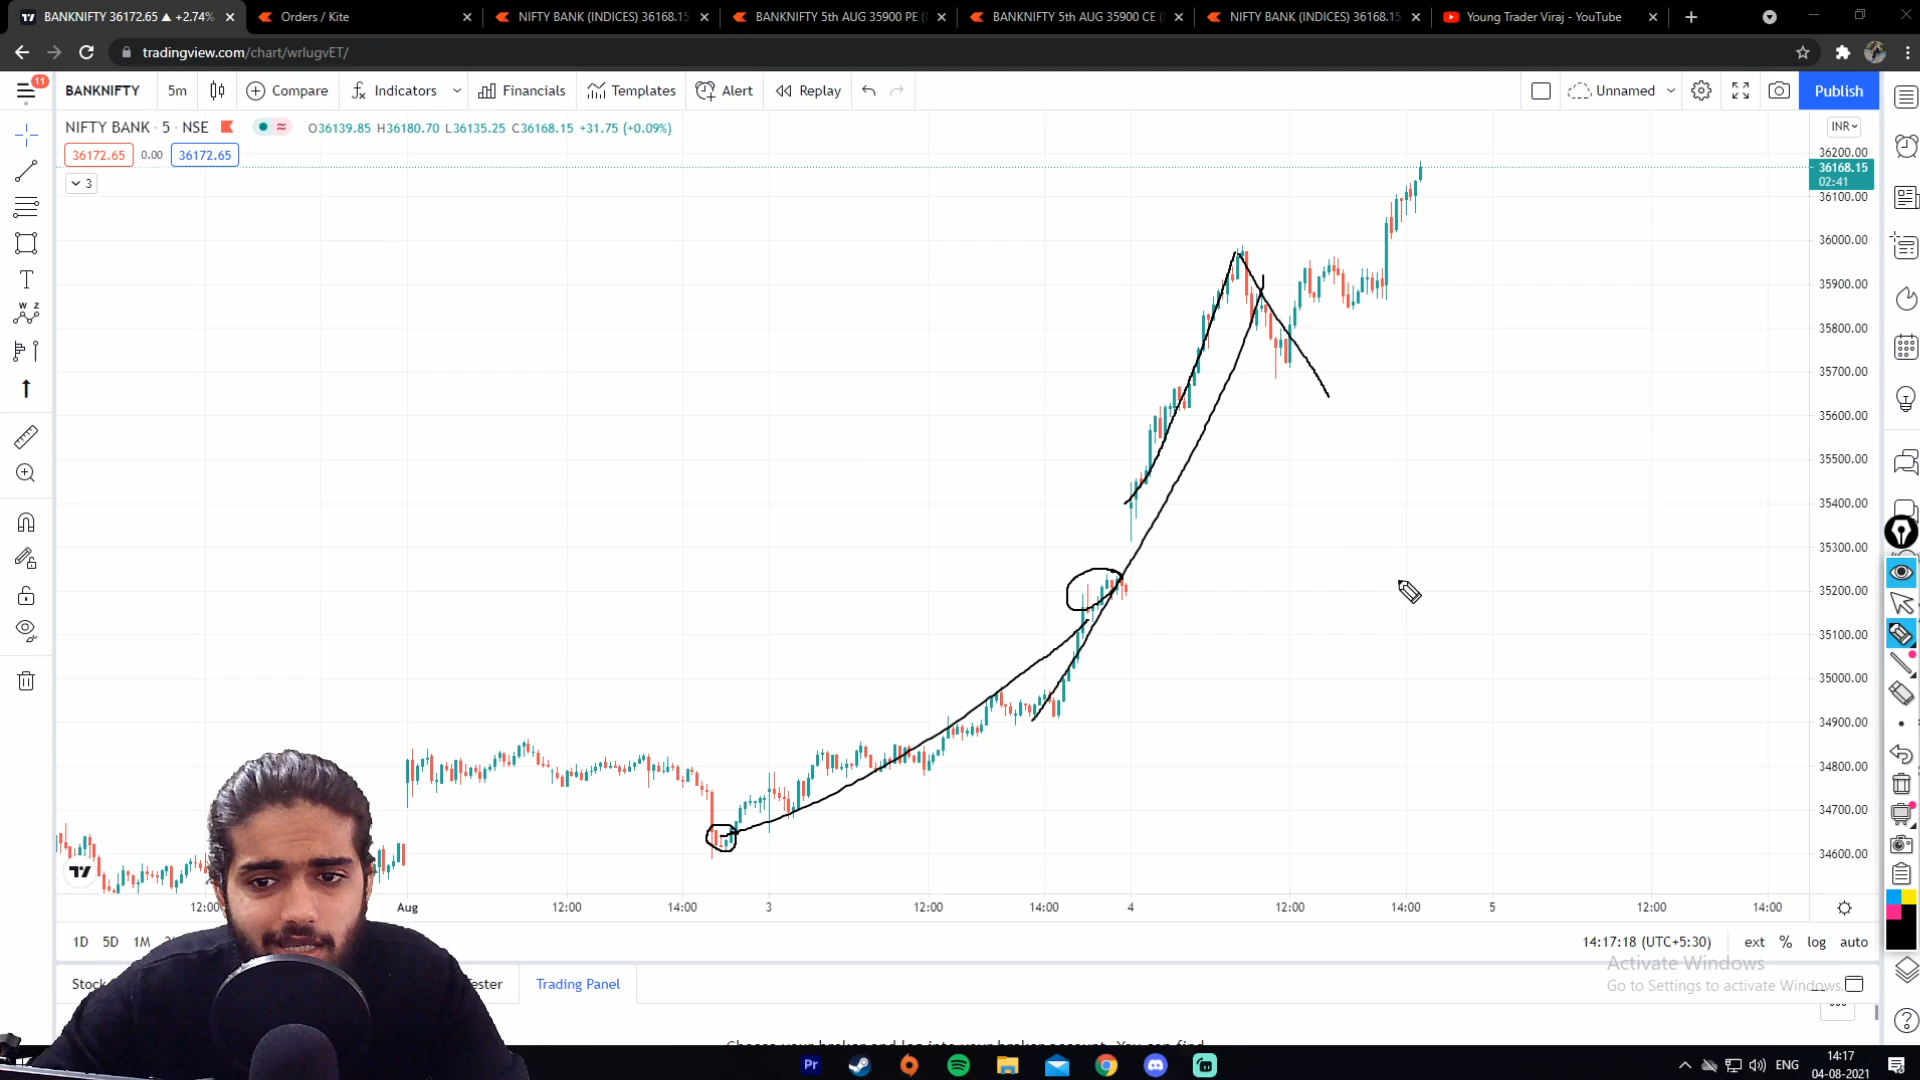 BANKNIFTY 36172.65 ▲ +2.74%
Orders / Kite
NIFTY BANK (INDICES) 36168.15
BANKNIFTY 5th AUG 35900 PE (
BANKNIFTY 5th AUG 35900 CE (
NIFTY BANK (INDICES) 36168.15
Young Trader Viraj - YouTube
tradingview.com/chart/wrlugvET/
11
BANKNIFTY
5m
Compare
Indicators
Financials
Templates
Alert
Replay
Unnamed
Publish
NIFTY BANK · 5 · NSE
O36139.85 H36180.70 L36135.25 C36168.15 +31.75 (+0.09%)
INR
36172.65
0.00
36172.65
3
36200.00
36168.15
02:41
36100.00
36000.00
35900.00
35800.00
35700.00
35600.00
35500.00
35400.00
35300.00
35200.00
35100.00
35000.00
34900.00
34800.00
34700.00
34600.00
12:00
Aug
12:00
14:00
3
12:00
14:00
4
12:00
14:00
5
12:00
14:00
1D
5D
1M
14:17:18 (UTC+5:30)
ext
%
log
auto
Activate Windows
Go to Settings to activate Windows.
Stock
ester
Trading Panel
ENG
14:17
04-08-2021